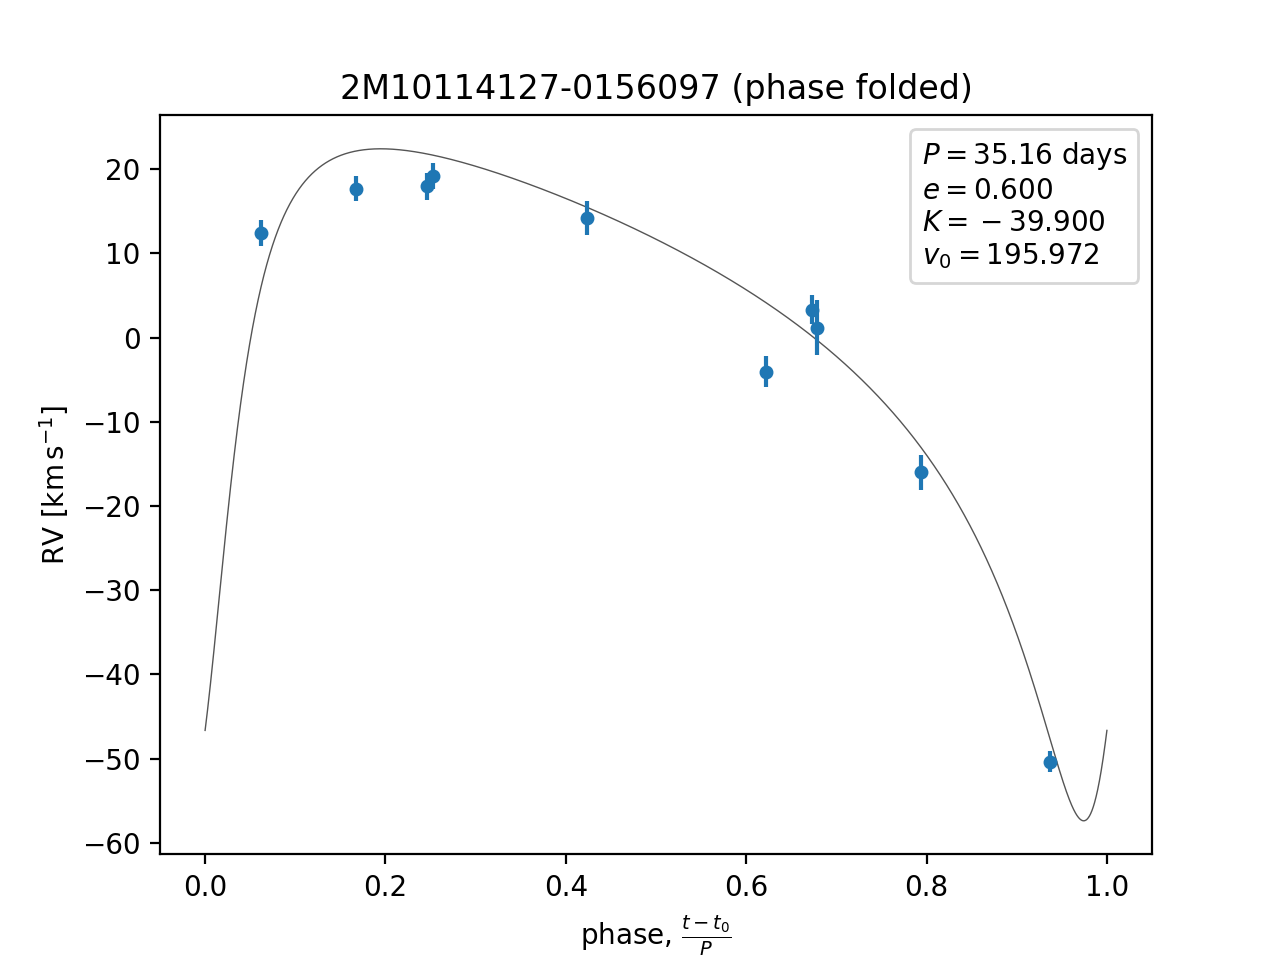 2M10114127-0156097 (phase folded)
P = 35.16 days
e = 0.600
K = −39.900
v₀ = 195.972
20
10
0
−10
−20
−30
−40
−50
−60
RV [km s⁻¹]
0.0 0.2 0.4 0.6 0.8 1.0
phase, (t − t₀)/P